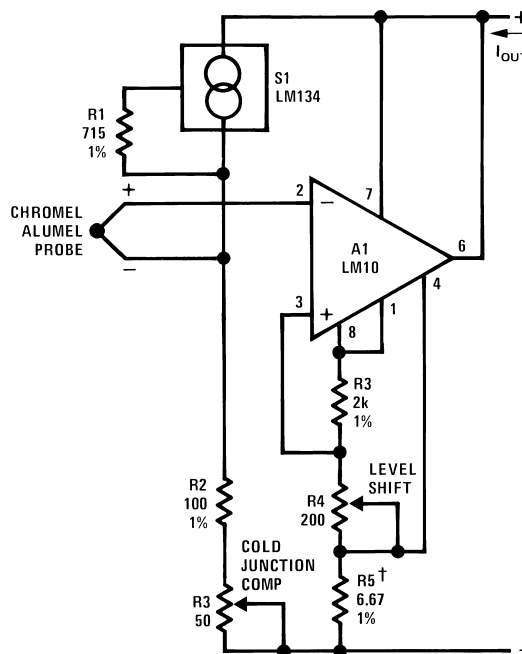 +
I OUT
S1
LM134
R1
715
1%
+
CHROMEL
ALUMEL
PROBE
−
2
−
7
A1
LM10
6
4
3
+
8
1
R3
2k
1%
LEVEL
SHIFT
R4
200
R2
100
1%
COLD
JUNCTION
COMP
R3
50
R5†
6.67
1%
−